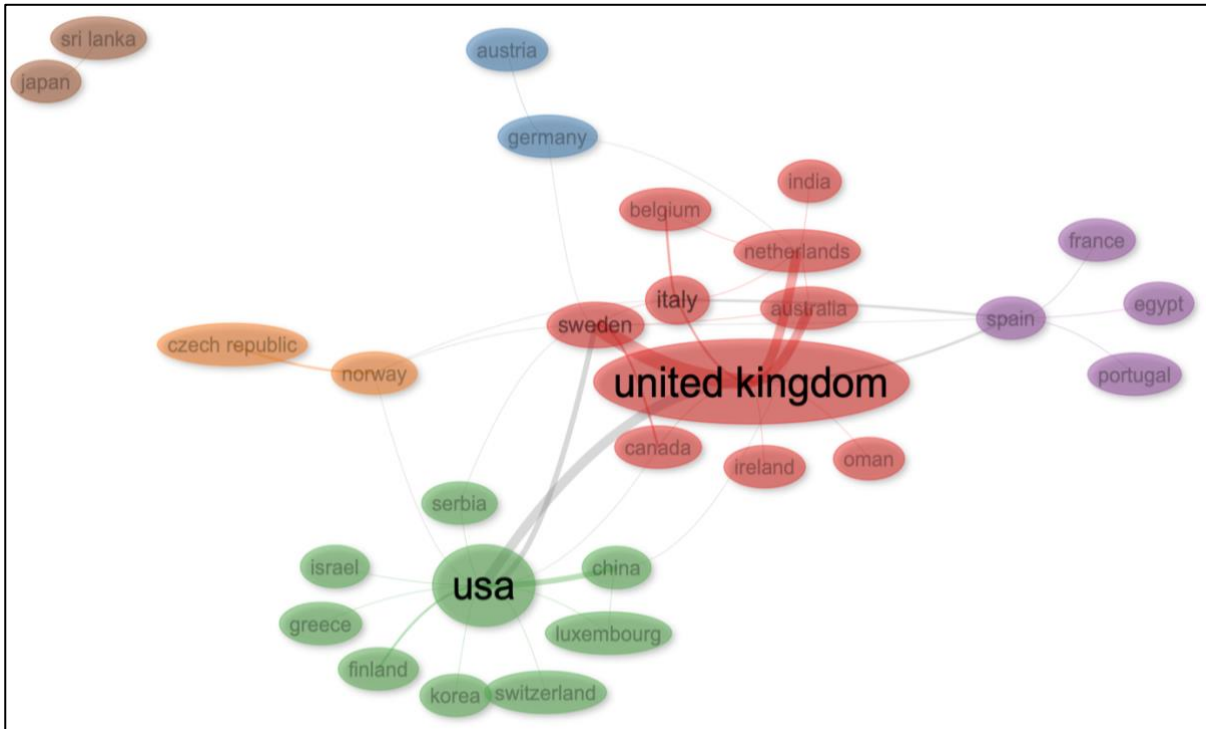 sri lanka
japan
austria
germany
india
belgium
netherlands
france
italy
australia
egypt
sweden
spain
czech republic
norway
united kingdom
portugal
canada
ireland
oman
serbia
israel
usa
china
greece
luxembourg
finland
korea
switzerland